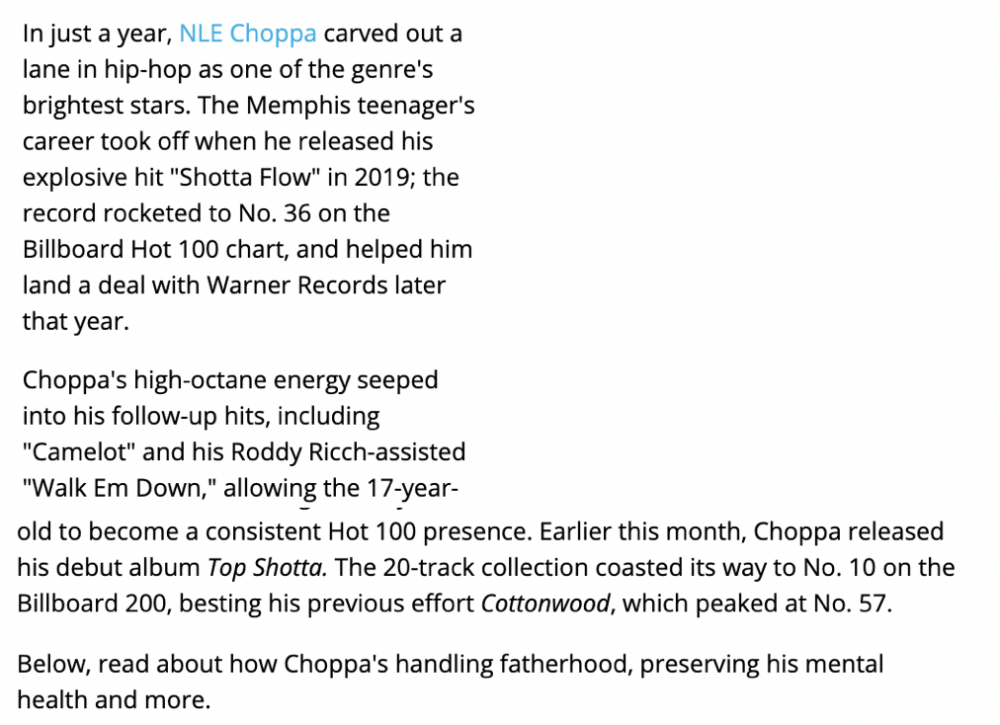 In just a year, NLE Choppa carved out a
lane in hip-hop as one of the genre's
brightest stars. The Memphis teenager's
career took off when he released his
explosive hit "Shotta Flow" in 2019; the
record rocketed to No. 36 on the
Billboard Hot 100 chart, and helped him
land a deal with Warner Records later
that year.
Choppa's high-octane energy seeped
into his follow-up hits, including
"Camelot" and his Roddy Ricch-assisted
"Walk Em Down," allowing the 17-year-
old to become a consistent Hot 100 presence. Earlier this month, Choppa released
his debut album Top Shotta. The 20-track collection coasted its way to No. 10 on the
Billboard 200, besting his previous effort Cottonwood, which peaked at No. 57.
Below, read about how Choppa's handling fatherhood, preserving his mental
health and more.